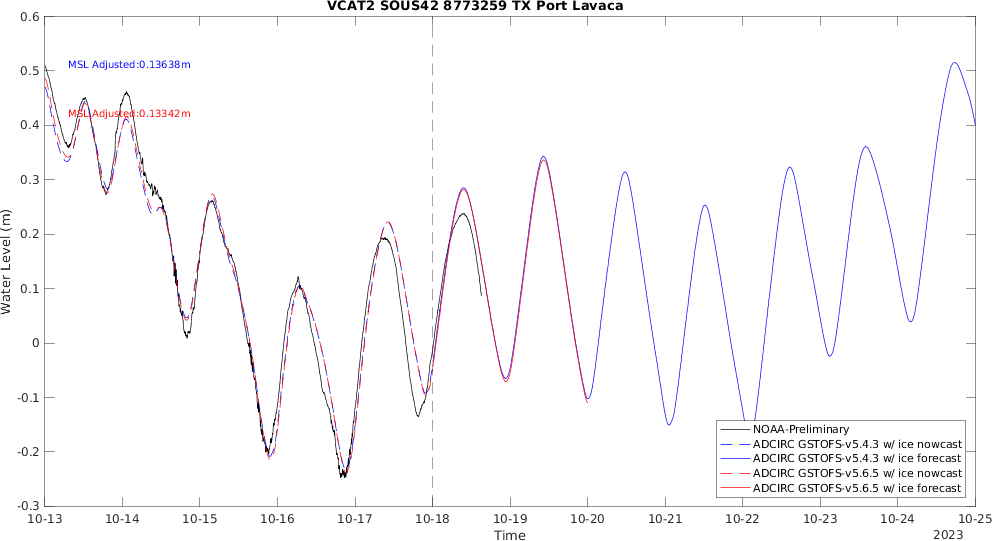 VCAT2 SOUS42 8773259 TX Port Lavaca
0.6
0.5
0.4
0.3
0.2
0.1
0
-0.1
-0.2
-0.3
Water Level (m)
MSL Adjusted:0.13638m
MSL Adjusted:0.13342m
NOAA-Preliminary
ADCIRC GSTOFS-v5.4.3 w/ ice nowcast
ADCIRC GSTOFS-v5.4.3 w/ ice forecast
ADCIRC GSTOFS-v5.6.5 w/ ice nowcast
ADCIRC GSTOFS-v5.6.5 w/ ice forecast
10-13 10-14 10-15 10-16 10-17 10-18 10-19 10-20 10-21 10-22 10-23 10-24 10-25
Time
2023